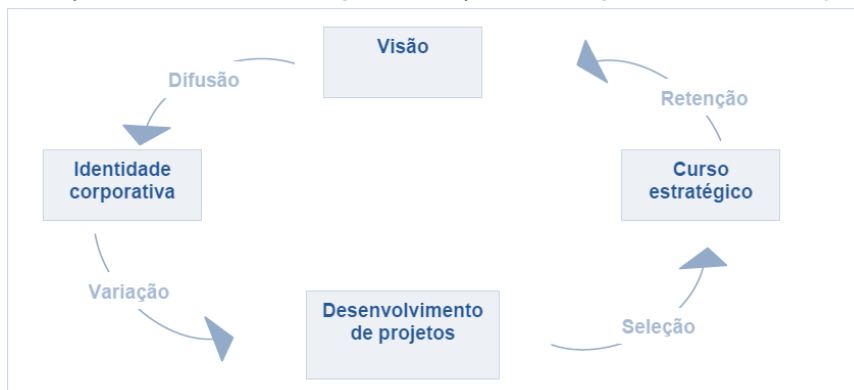 Visão
Difusão
Retenção
Identidade
corporativa
Curso
estratégico
Variação
Desenvolvimento
de projetos
Seleção